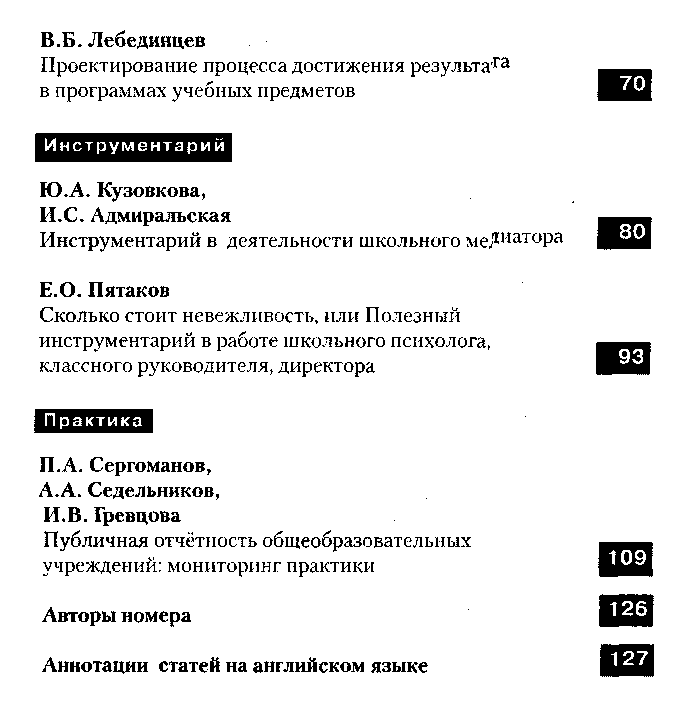 В.Б. Лебединцев
Проектирование процесса достижения результата
в программах учебных предметов
70
Инструментарий
Ю.А. Кузовкова,
И.С. Адмиральская
Инструментарий в деятельности школьного медиатора
80
Е.О. Пятаков
Сколько стоит невежливость, или Полезный
инструментарий в работе школьного психолога,
классного руководителя, директора
93
Практика
П.А. Сергоманов,
А.А. Седельников,
И.В. Гревцова
Публичная отчётность общеобразовательных
учреждений: мониторинг практики
109
Авторы номера
126
Аннотации статей на английском языке
127